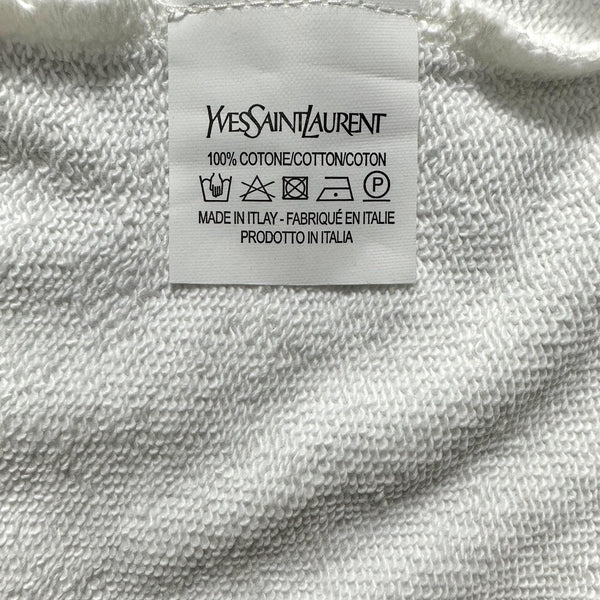 YVESSAINTLAURENT
100% COTONE/COTTON/COTON
P
MADE IN ITLAY - FABRIQUÉ EN ITALIE
PRODOTTO IN ITALIA